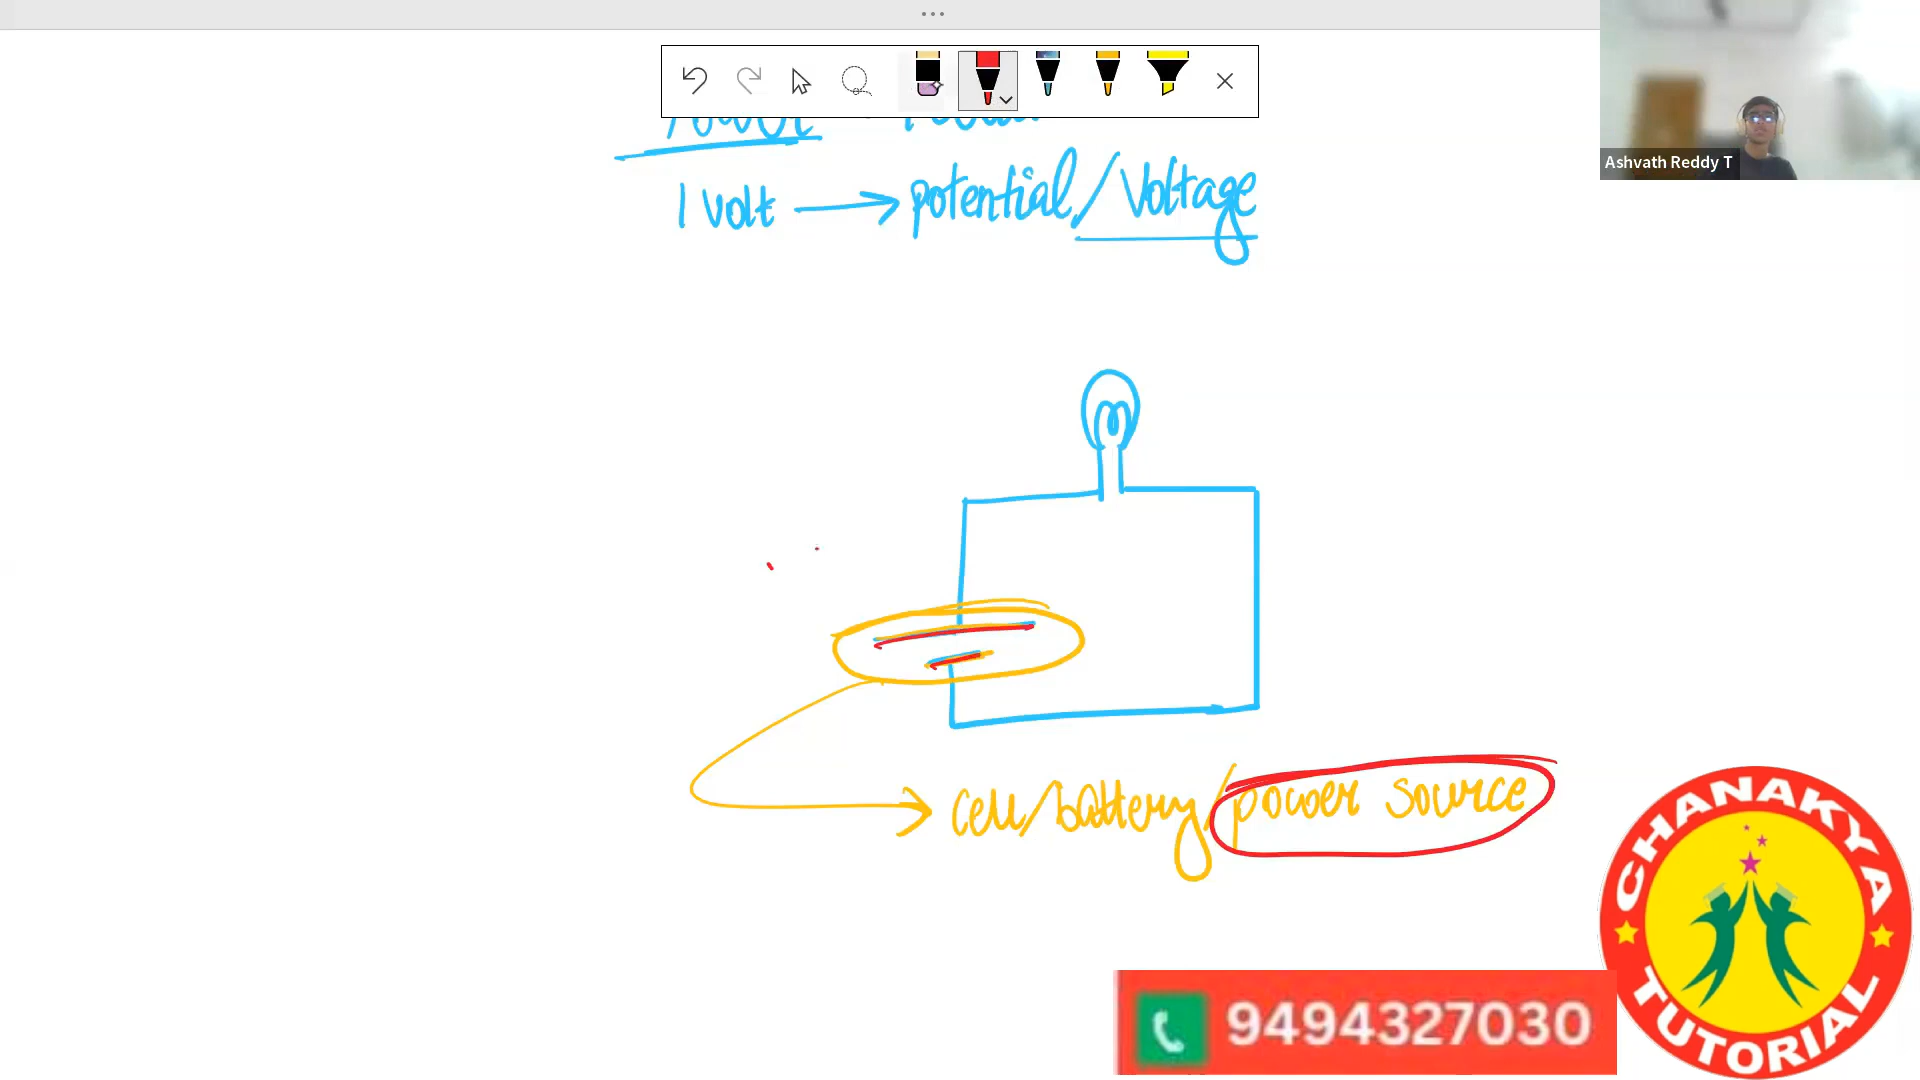 Ashvath Reddy T
1 volt → potential/Voltage
cell/battery/power source
CHANAKYA
TUTORIAL
9494327030